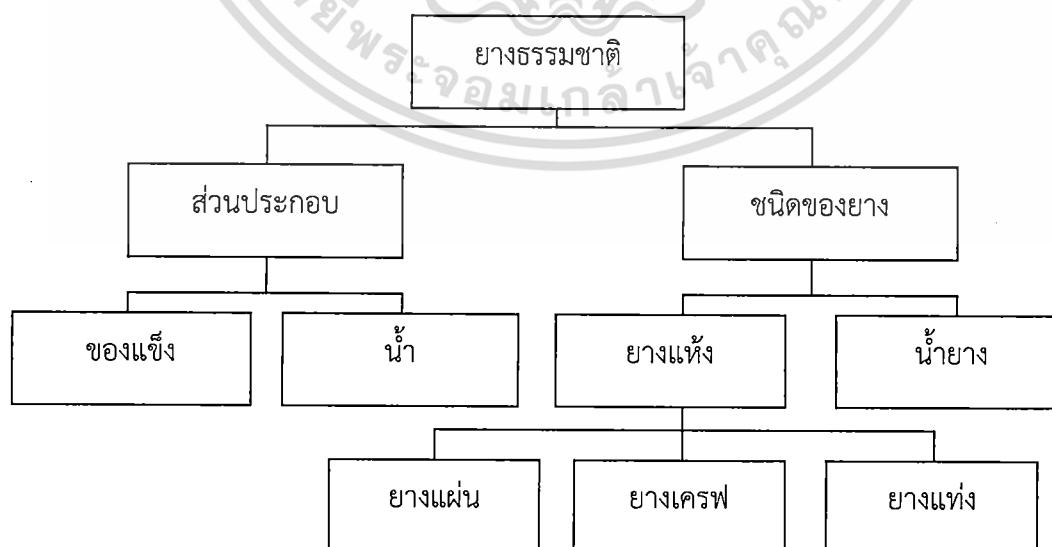 ยางธรรมชาติ
ส่วนประกอบ
ชนิดของยาง
ของแข็ง
น้ำ
ยางแห้ง
น้ำยาง
ยางแผ่น
ยางเครฟ
ยางแท่ง